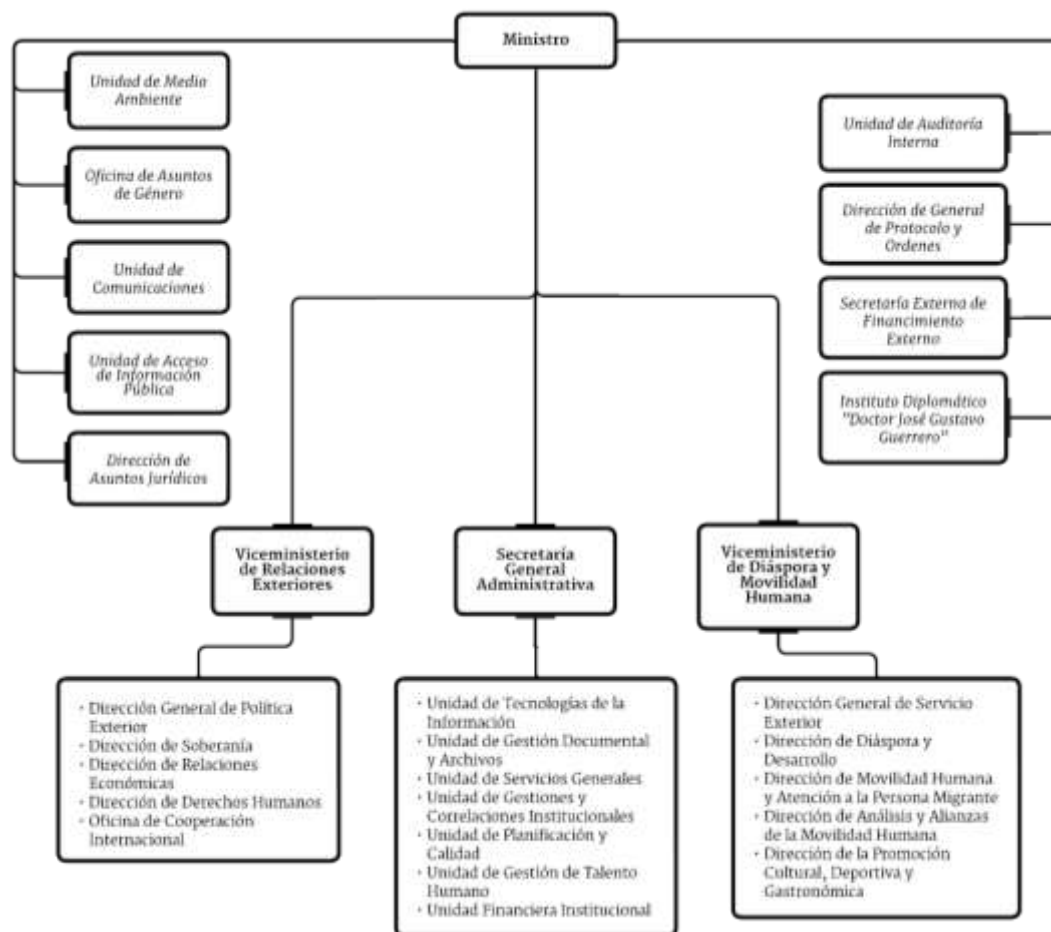 Ministro
Unidad de Medio
Ambiente
Oficina de Asuntos
de Género
Unidad de
Comunicaciones
Unidad de Acceso
de Información
Pública
Dirección de
Asuntos Jurídicos
Unidad de Auditoría
Interna
Dirección de General
de Protocolo y
Ordenes
Secretaría Externa de
Financimiento
Externo
Instituto Diplomático
"Doctor José Gustavo
Guerrero"
Viceministerio
de Relaciones
Exteriores
Secretaría
General
Administrativa
Viceministerio
de Diáspora y
Movilidad
Humana
· Dirección General de Política
Exterior
· Dirección de Soberanía
· Dirección de Relaciones
Económicas
· Dirección de Derechos Humanos
· Oficina de Cooperación
Internacional
· Unidad de Tecnologías de la
Información
· Unidad de Gestión Documental
y Archivos
· Unidad de Servicios Generales
· Unidad de Gestiones y
Correlaciones Institucionales
· Unidad de Planificación y
Calidad
· Unidad de Gestión de Talento
Humano
· Unidad Financiera Institucional
· Dirección General de Servicio
Exterior
· Dirección de Diáspora y
Desarrollo
· Dirección de Movilidad Humana
y Atención a la Persona Migrante
· Dirección de Análisis y Alianzas
de la Movilidad Humana
· Dirección de la Promoción
Cultural, Deportiva y
Gastronómica